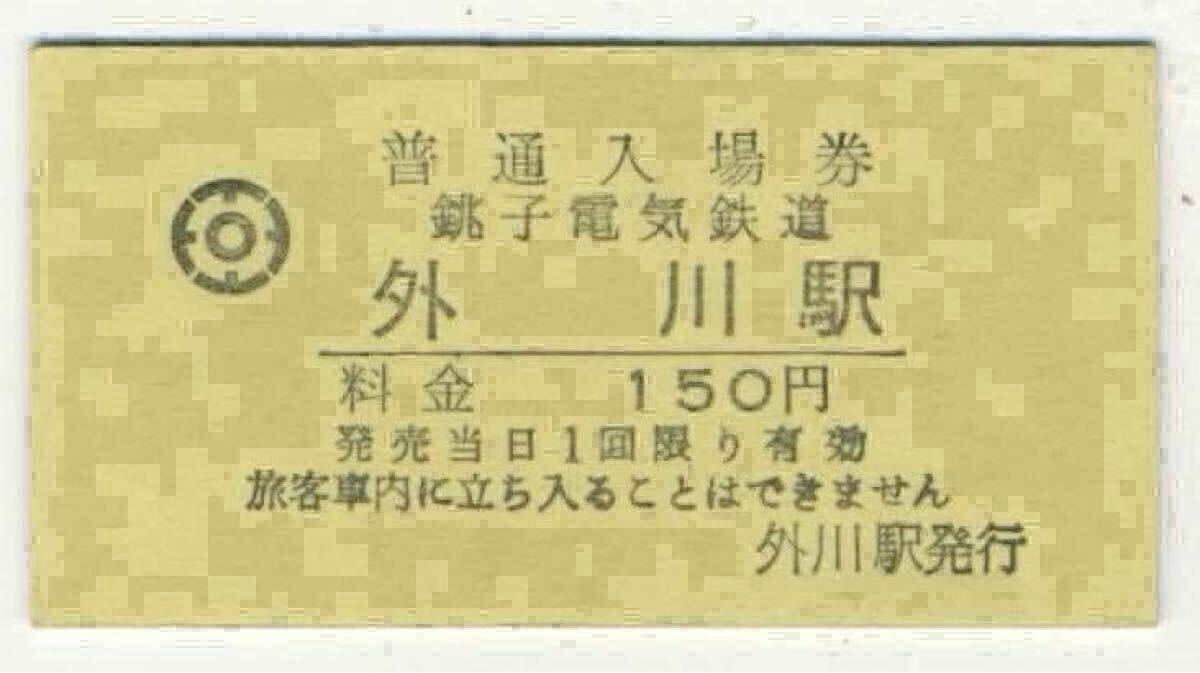 普通入場券
銚子電気鉄道
外川駅
料金 150円
発売当日1回限り有効
旅客車内に立ち入ることはできません
外川駅発行